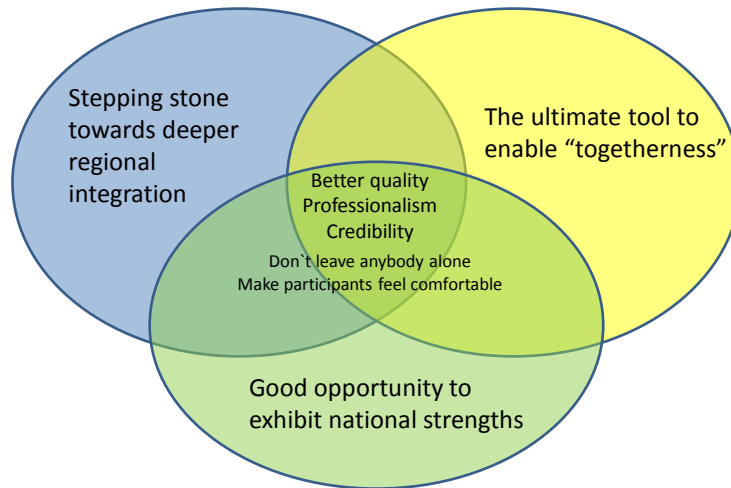 Stepping stone
towards deeper
regional
integration
The ultimate tool to
enable “togetherness”
Better quality
Professionalism
Credibility
Don`t leave anybody alone
Make participants feel comfortable
Good opportunity to
exhibit national strengths